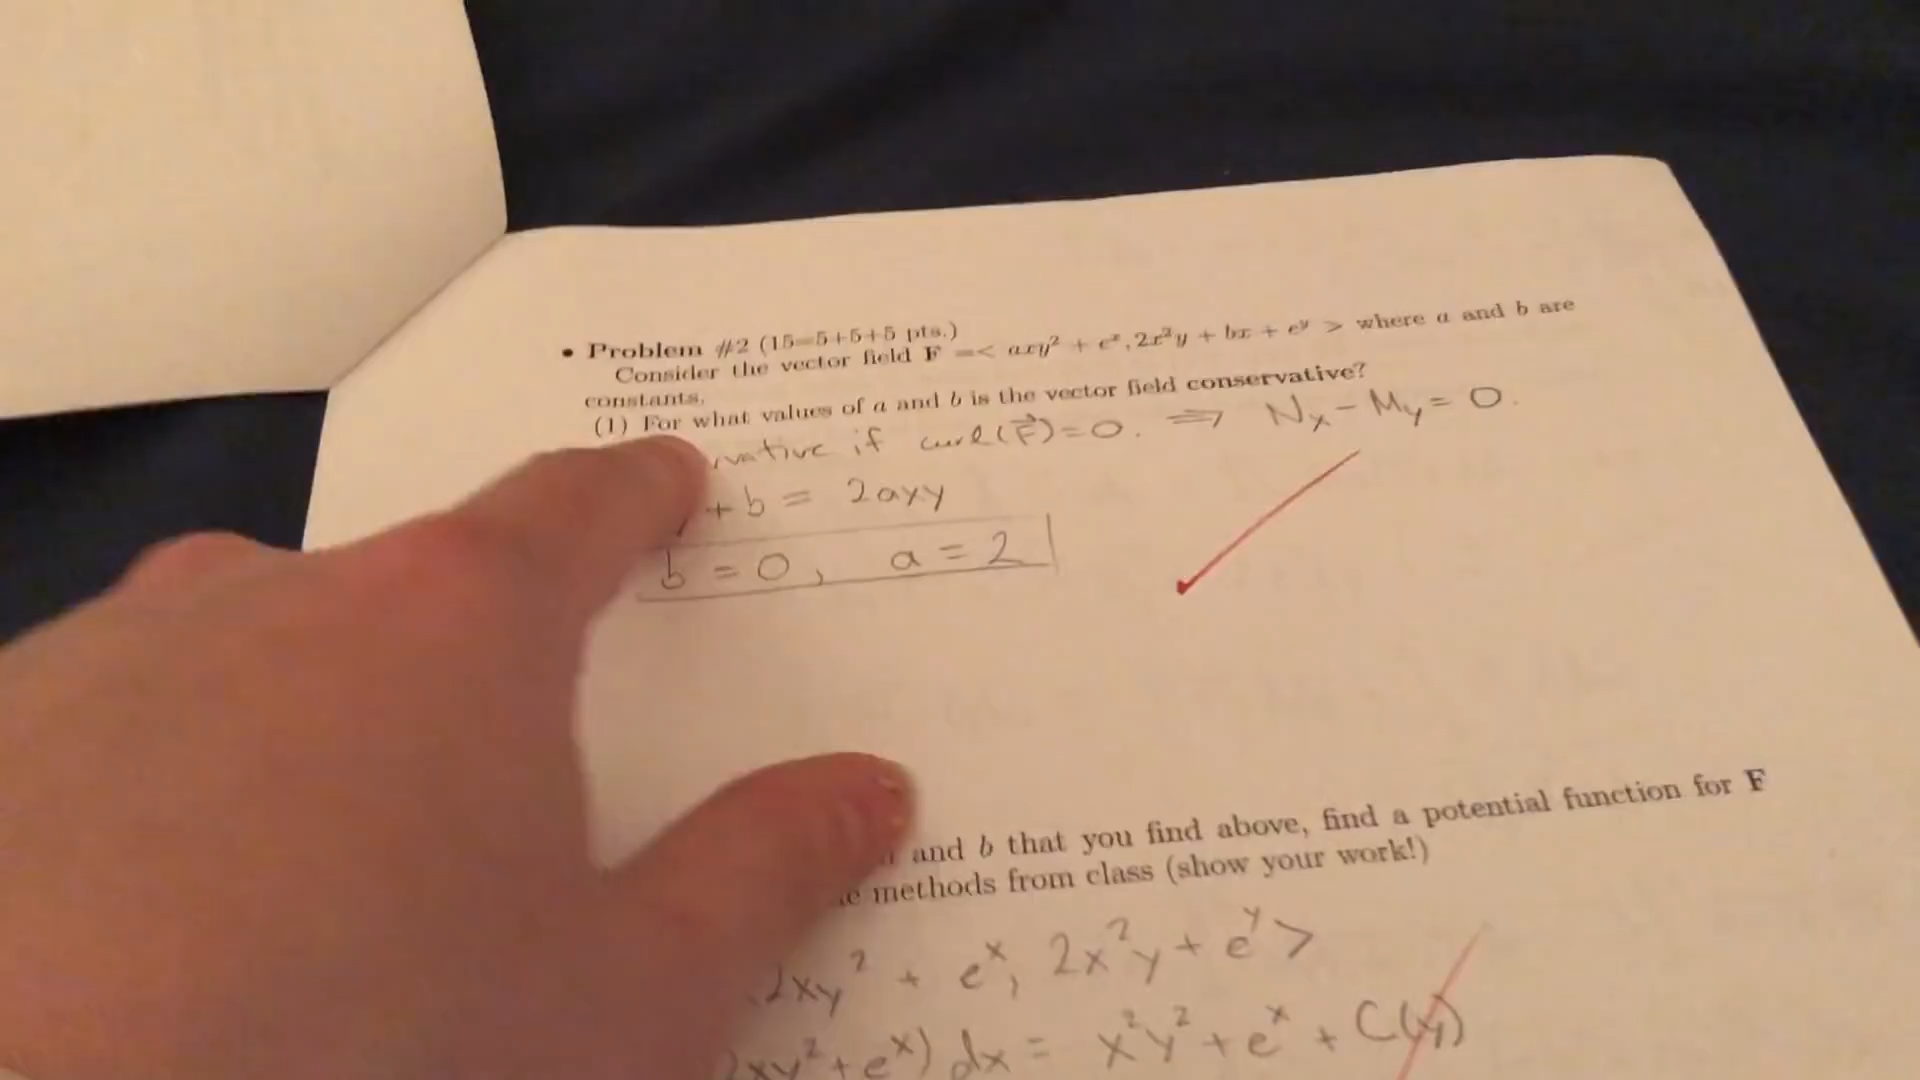 • Problem #2 (15=5+5+5 pts.)
Consider the vector field F =< axy² + eˣ, 2x²y + bx + eʸ > where a and b are
constants.
(1) For what values of a and b is the vector field conservative?
if curl(F⃗)=0. ⇒ Nₓ - Mᵧ = 0.
+ b = 2axy
b = 0, a = 2
and b that you find above, find a potential function for F
methods from class (show your work!)
2xy² + eˣ, 2x²y + eʸ>
2xy² + eˣ) dx = x²y² + eˣ + C(y)